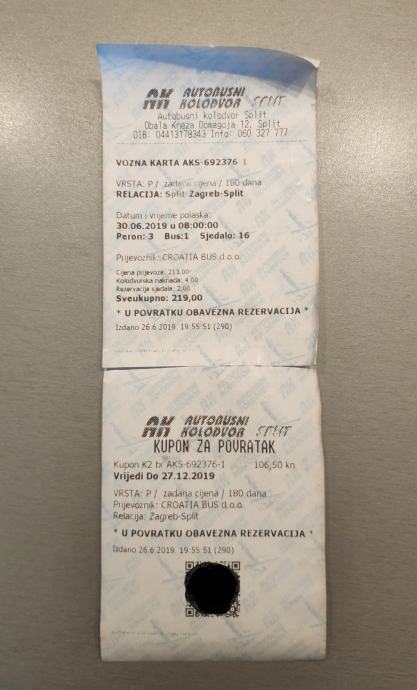 AK AUTOBUSNI
KOLODVOR SPLIT
Autobusni kolodvor Split
Obala Kneza Domagoja 12, Split
OIB: 04413178343 Info: 060 327 777
VOZNA KARTA AKS-692376-1
VRSTA: P / zadana cijena / 180 dana
RELACIJA: Split-Zagreb-Split
Datum i vrijeme polaska:
30.06.2019 u 08:00:00
Peron: 3 Bus:1 Sjedalo: 16
Prijevoznik: CROATIA BUS d.o.o.
Cijena prijevoza: 213,00
Kolodvorska naknada: 4,00
Rezervacija sjedala: 2,00
Sveukupno: 219,00
* U POVRATKU OBAVEZNA REZERVACIJA *
Izdano 26.6.2019. 19:55:51 (290)
AK AUTOBUSNI
KOLODVOR SPLIT
KUPON ZA POVRATAK
Kupon K2 br AKS-692376-1 106,50 kn
Vrijedi Do 27.12.2019
VRSTA: P / zadana cijena / 180 dana
Prijevoznik: CROATIA BUS d.o.o.
Relacija: Zagreb-Split
* U POVRATKU OBAVEZNA REZERVACIJA *
Izdano 26.6.2019. 19:55:51 (290)